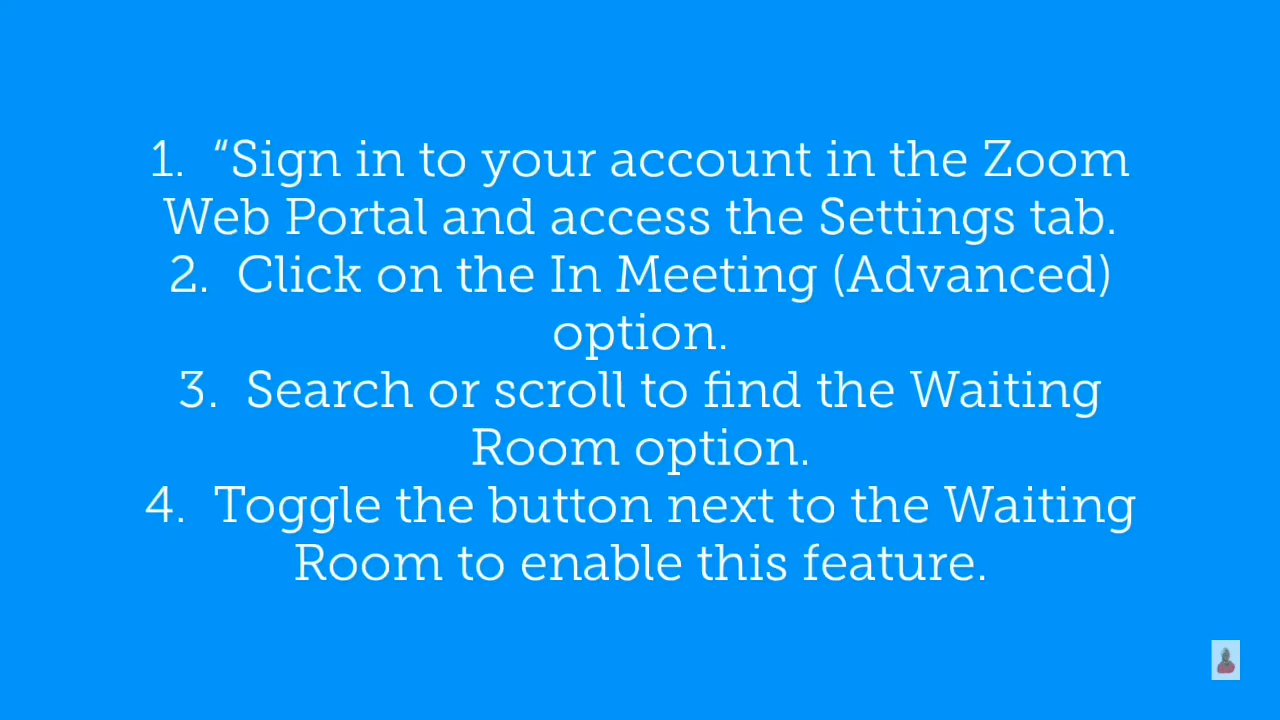 1. “Sign in to your account in the Zoom
Web Portal and access the Settings tab.
2. Click on the In Meeting (Advanced)
option.
3. Search or scroll to find the Waiting
Room option.
4. Toggle the button next to the Waiting
Room to enable this feature.